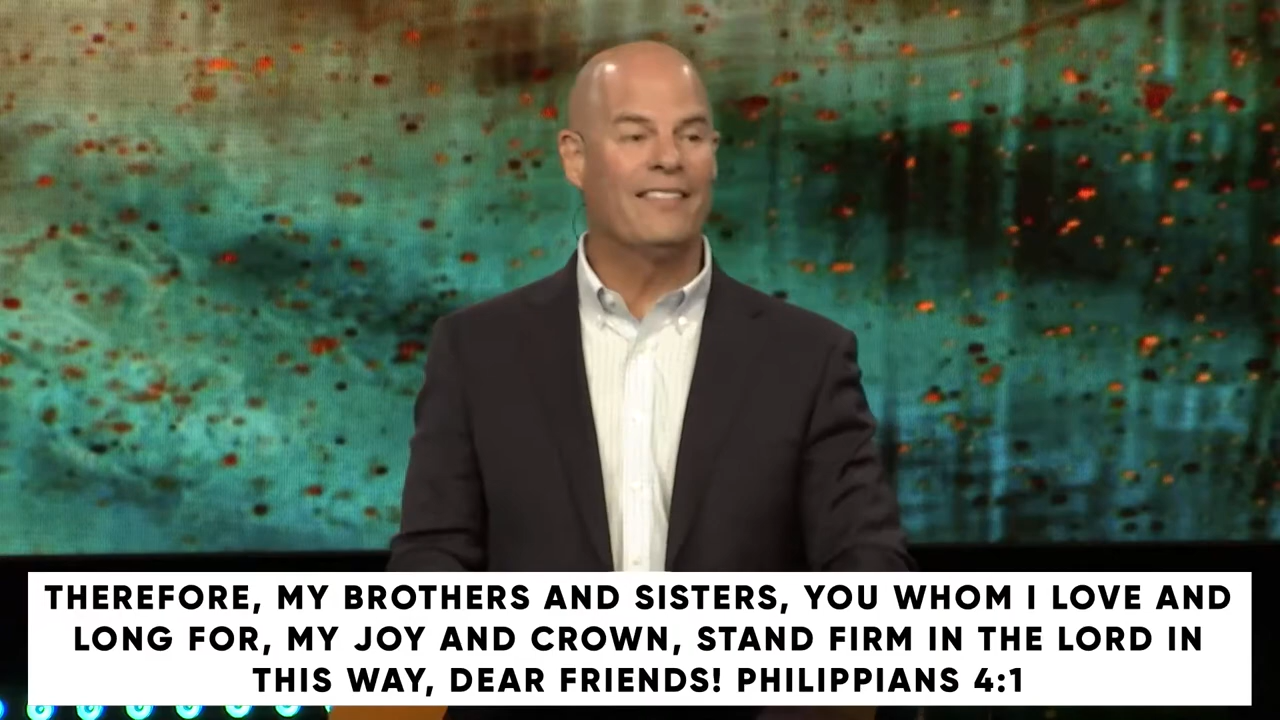 THEREFORE, MY BROTHERS AND SISTERS, YOU WHOM I LOVE AND
LONG FOR, MY JOY AND CROWN, STAND FIRM IN THE LORD IN
THIS WAY, DEAR FRIENDS! PHILIPPIANS 4:1